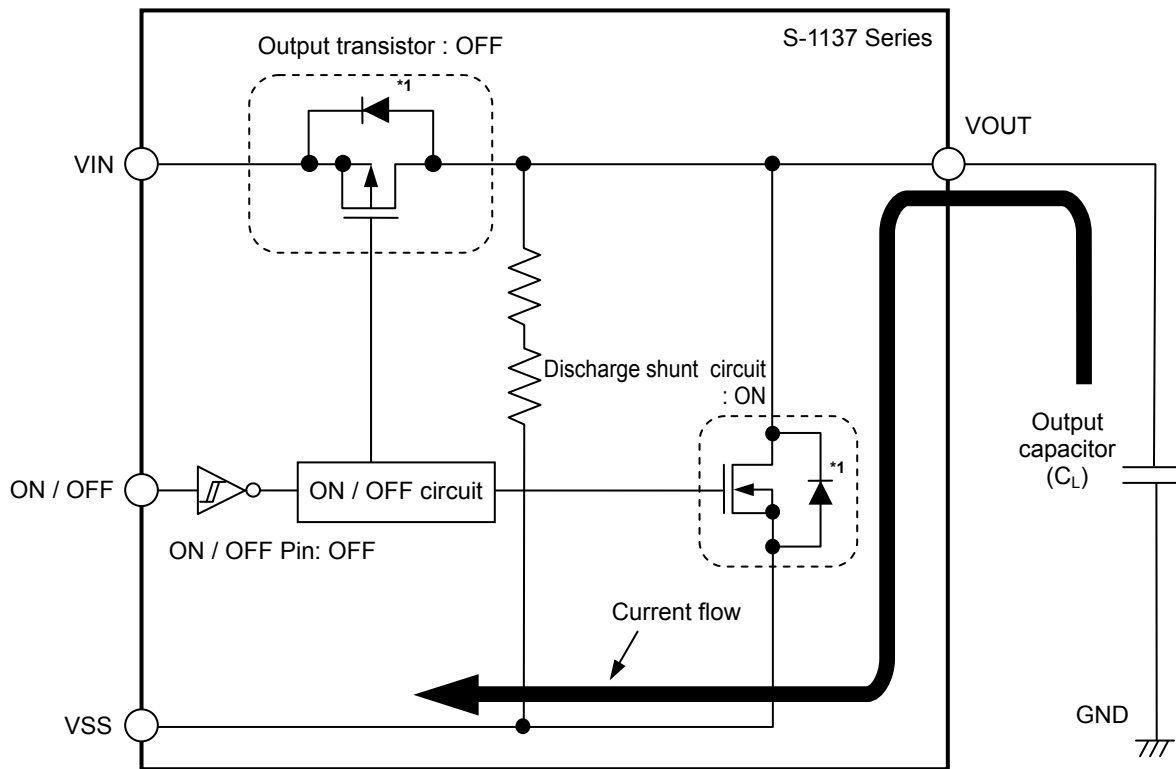 S-1137 Series
Output transistor : OFF
*1
VOUT
VIN
Discharge shunt circuit
: ON
Output
capacitor
(CL)
*1
ON / OFF
ON / OFF circuit
ON / OFF Pin: OFF
Current flow
GND
VSS